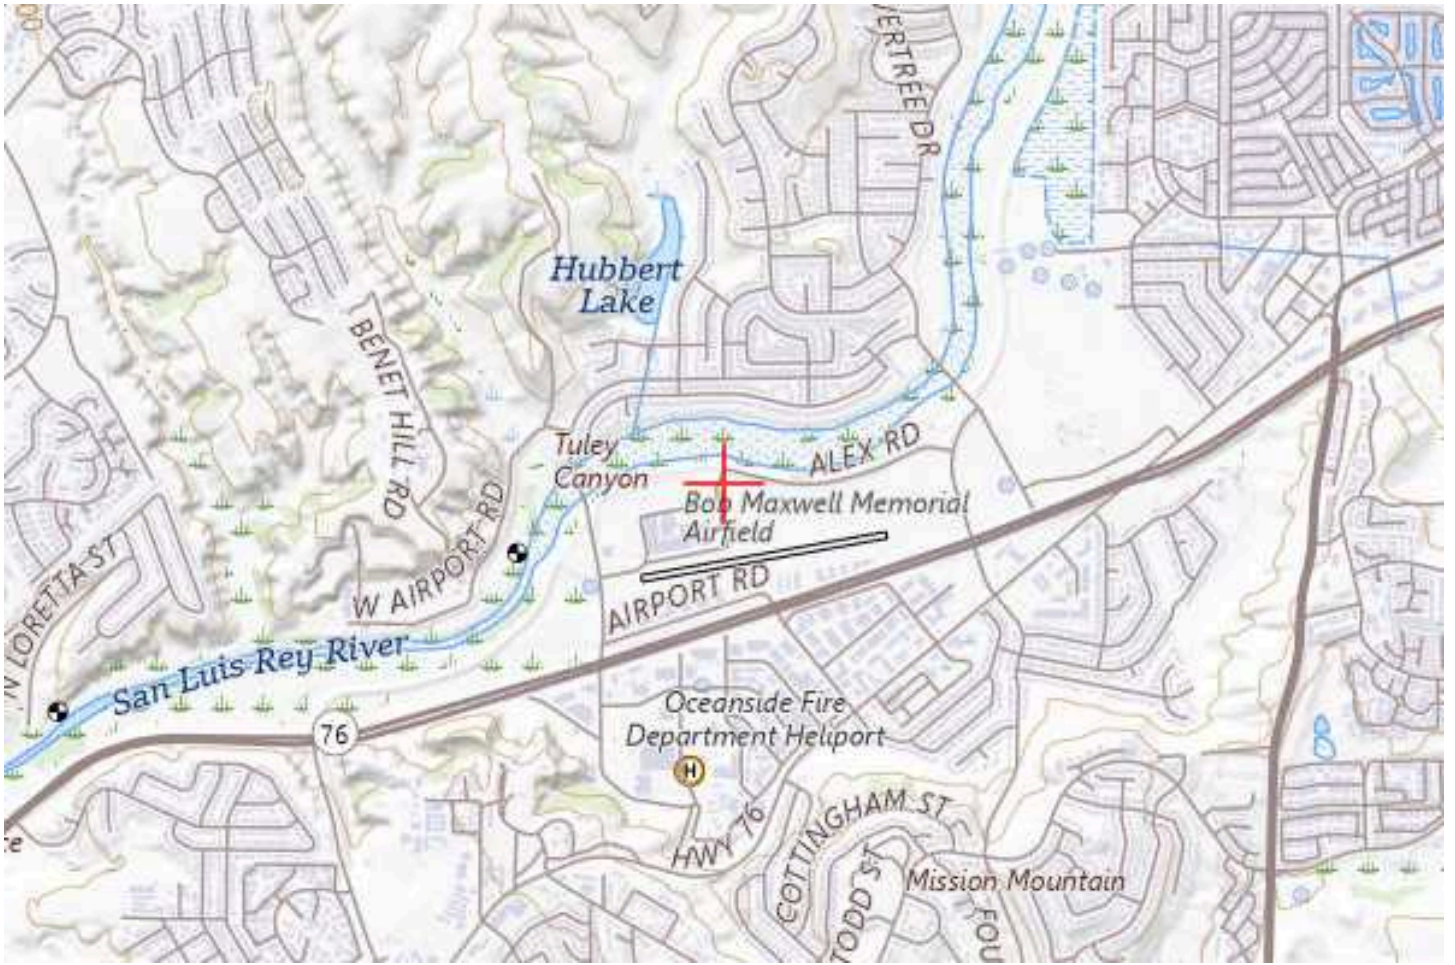 VERTREE DR
Hubbert
Lake
BENET HILL RD
Tuley
Canyon
ALEX RD
Bob Maxwell Memorial
Airfield
W AIRPORT RD
AIRPORT RD
N LORETTA ST
San Luis Rey River
76
Oceanside Fire
Department Heliport
H
HWY 76
COTTINGHAM ST
TODD ST
Mission Mountain
FOU
ce